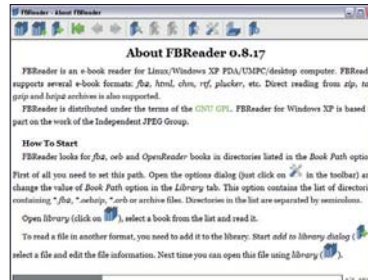 FBReader - About FBReader
About FBReader 0.8.17
FBReader is an e-book reader for Linux/Windows XP PDA/UMPC/desktop computer. FBRead
supports several e-book formats: fb2, html, chm, rtf, plucker, etc. Direct reading from zip, ta
gzip and bzip2 archives is also supported.
FBReader is distributed under the terms of the GNU GPL. FBReader for Windows XP is based
part on the work of the Independent JPEG Group.
How To Start
FBReader looks for fb2, oeb and OpenReader books in directories listed in the Book Path optio
First of all you need to set this path. Open the options dialog (just click on in the toolbar) an
change the value of Book Path option in the Library tab. This option contains the list of directori
containing *.fb2, *.oebzip, *.orb or archive files. Directories in the list are separated by semicolons.
Open library (click on ), select a book from the list and read it.
To read a file in another format, you need to add it to the library. Start add to library dialog (
select a file and edit the file information. Next time you can open this file using library ( ).